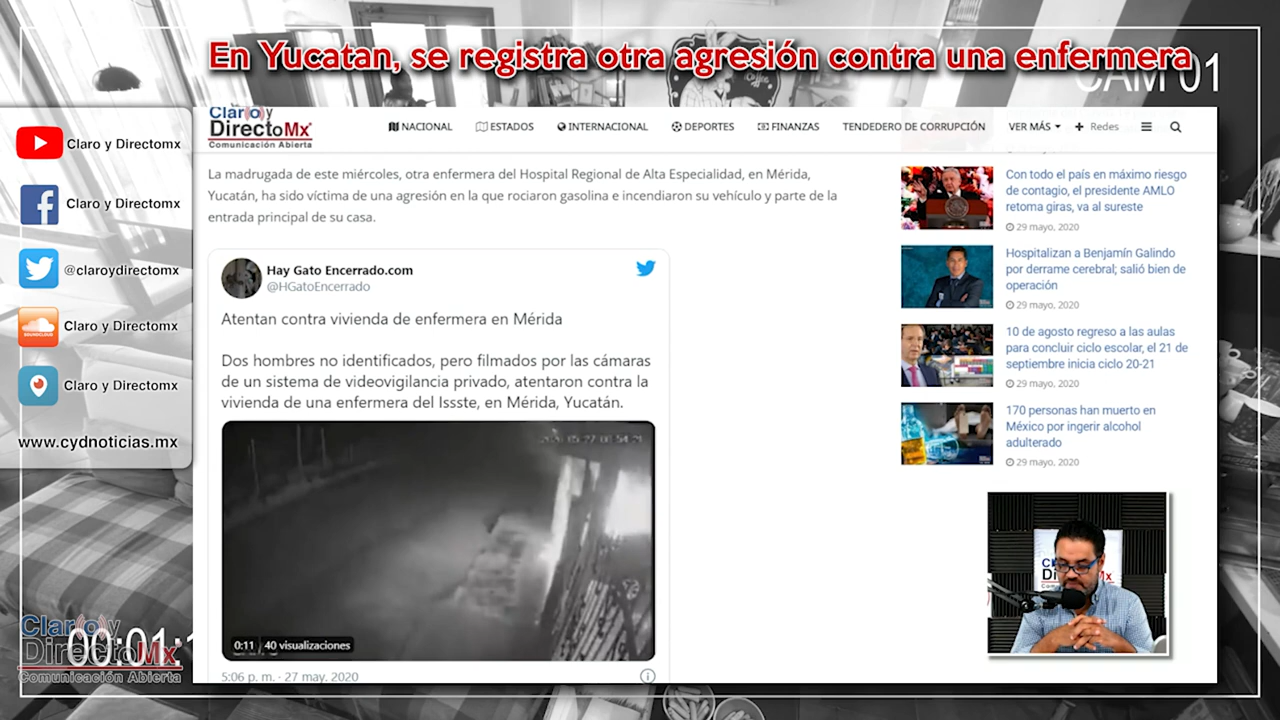 En Yucatan, se registra otra agresión contra una enfermera
CAM 01
Claro y Directomx
Claro y Directomx
@claroydirectomx
SOUNDCLOUD
Claro y Directomx
Claro y Directomx
www.cydnoticias.mx
Claro y
DirectoMx
Comunicación Abierta
NACIONAL
ESTADOS
INTERNACIONAL
DEPORTES
FINANZAS
TENDEDERO DE CORRUPCIÓN
VER MÁS
Redes
La madrugada de este miércoles, otra enfermera del Hospital Regional de Alta Especialidad, en Mérida,
Yucatán, ha sido víctima de una agresión en la que rociaron gasolina e incendiaron su vehículo y parte de la
entrada principal de su casa.
Hay Gato Encerrado.com
@HGatoEncerrado
Atentan contra vivienda de enfermera en Mérida
Dos hombres no identificados, pero filmados por las cámaras
de un sistema de videovigilancia privado, atentaron contra la
vivienda de una enfermera del Issste, en Mérida, Yucatán.
0:11 40 visualizaciones
5:06 p. m. · 27 may. 2020
Con todo el país en máximo riesgo
de contagio, el presidente AMLO
retoma giras, va al sureste
29 mayo, 2020
Hospitalizan a Benjamín Galindo
por derrame cerebral; salió bien de
operación
29 mayo, 2020
10 de agosto regreso a las aulas
para concluir ciclo escolar, el 21 de
septiembre inicia ciclo 20-21
29 mayo, 2020
170 personas han muerto en
México por ingerir alcohol
adulterado
29 mayo, 2020
Claro y
DirectoMx
Comunicación Abierta
00:01:1